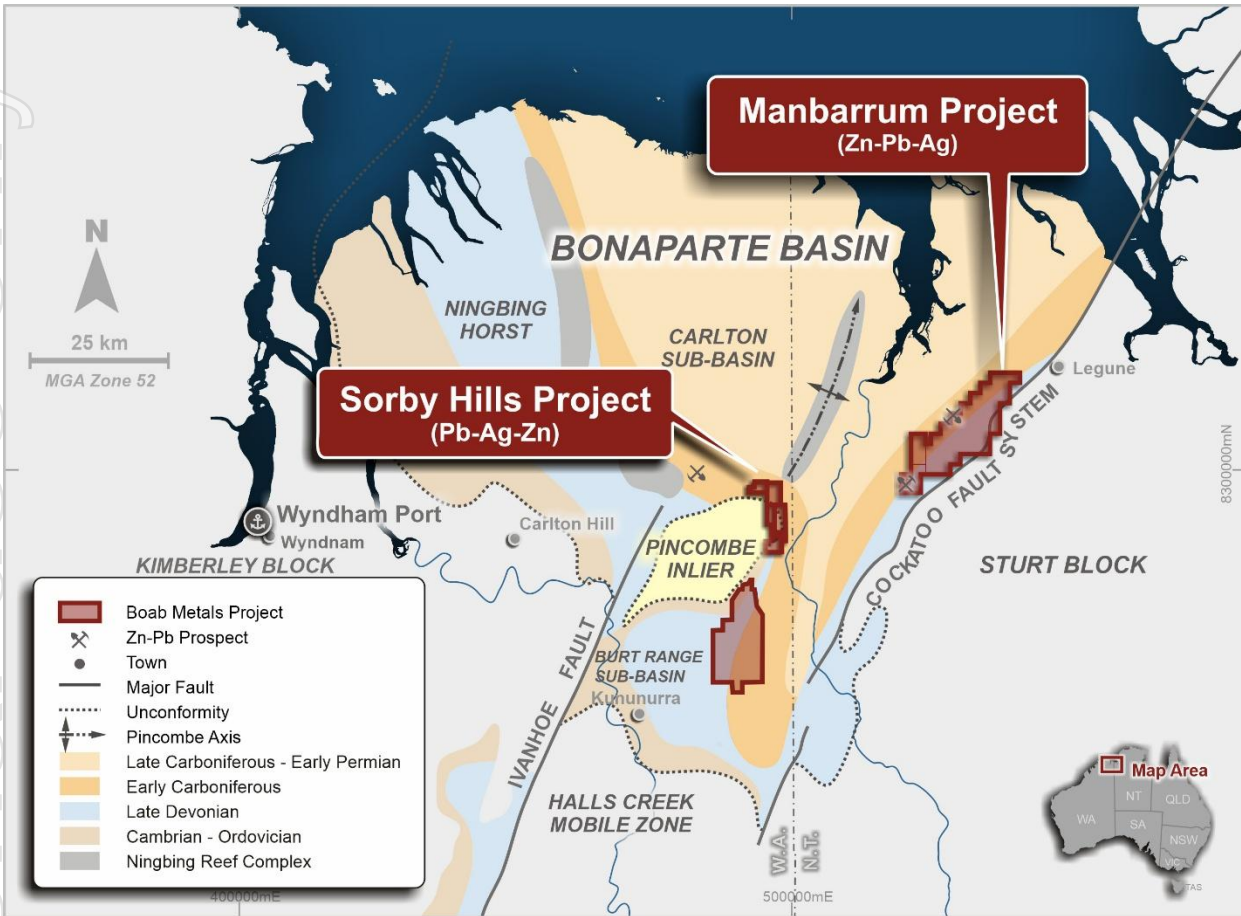 Manbarrum Project
(Zn-Pb-Ag)
BONAPARTE BASIN
N
25 km
MGA Zone 52
NINGBING
HORST
CARLTON
SUB-BASIN
Legune
Sorby Hills Project
(Pb-Ag-Zn)
COCKATOO FAULT SYSTEM
8300000mN
Wyndham Port
Wyndnam
Carlton Hill
KIMBERLEY BLOCK
PINCOMBE
INLIER
STURT BLOCK
IVANHOE FAULT
BURT RANGE
SUB-BASIN
Kununurra
HALLS CREEK
MOBILE ZONE
W.A.
N.T.
Boab Metals Project
Zn-Pb Prospect
Town
Major Fault
Unconformity
Pincombe Axis
Late Carboniferous - Early Permian
Early Carboniferous
Late Devonian
Cambrian - Ordovician
Ningbing Reef Complex
400000mE
500000mE
Map Area
WA
NT
QLD
SA
NSW
VIC
TAS